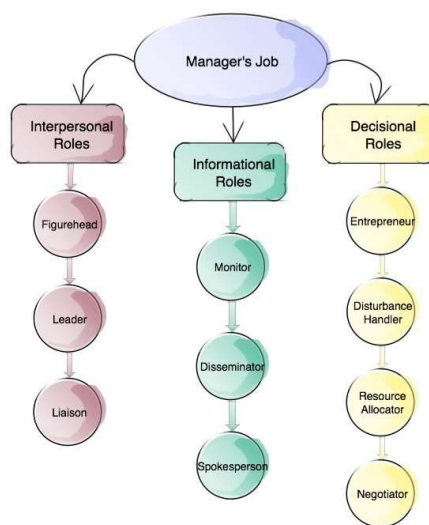 Manager's Job
Interpersonal
Roles
Figurehead
Leader
Liaison
Informational
Roles
Monitor
Disseminator
Spokesperson
Decisional
Roles
Entrepreneur
Disturbance
Handler
Resource
Allocator
Negotiator